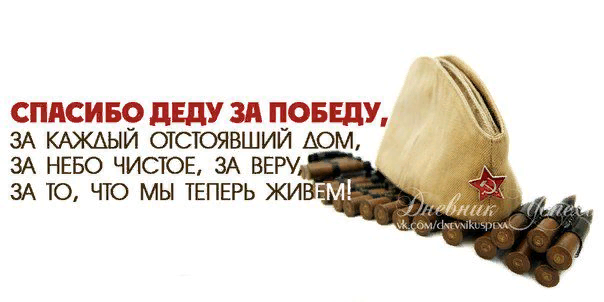 СПАСИБО ДЕДУ ЗА ПОБЕДУ,
ЗА КАЖДЫЙ ОТСТОЯВШИЙ ДОМ,
ЗА НЕБО ЧИСТОЕ, ЗА ВЕРУ,
ЗА ТО, ЧТО МЫ ТЕПЕРЬ ЖИВЕМ!
Дневник Успеха
vk.com/dnevnikuspexa